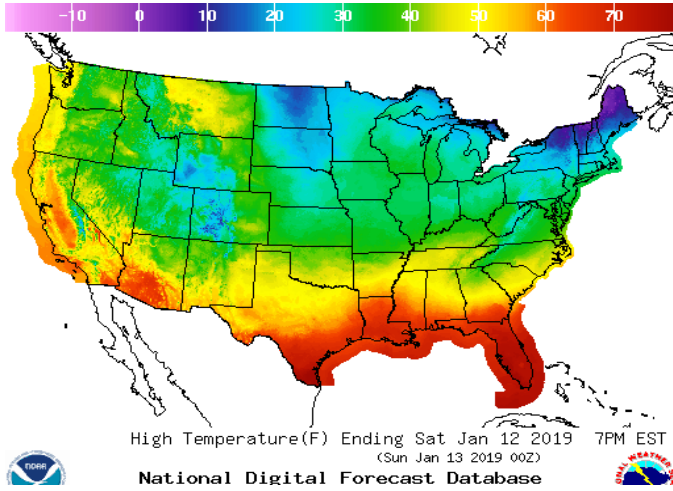 -10 0 10 20 30 40 50 60 70
High Temperature(F) Ending Sat Jan 12 2019 7PM EST
(Sun Jan 13 2019 00Z)
National Digital Forecast Database
noaa